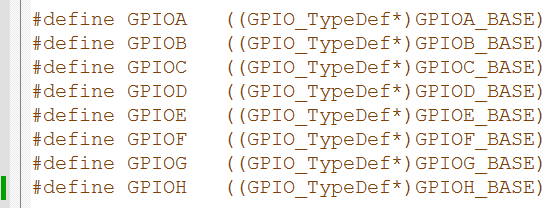 #define GPIOA   ((GPIO_TypeDef*)GPIOA_BASE)
#define GPIOB   ((GPIO_TypeDef*)GPIOB_BASE)
#define GPIOC   ((GPIO_TypeDef*)GPIOC_BASE)
#define GPIOD   ((GPIO_TypeDef*)GPIOD_BASE)
#define GPIOE   ((GPIO_TypeDef*)GPIOE_BASE)
#define GPIOF   ((GPIO_TypeDef*)GPIOF_BASE)
#define GPIOG   ((GPIO_TypeDef*)GPIOG_BASE)
#define GPIOH   ((GPIO_TypeDef*)GPIOH_BASE)